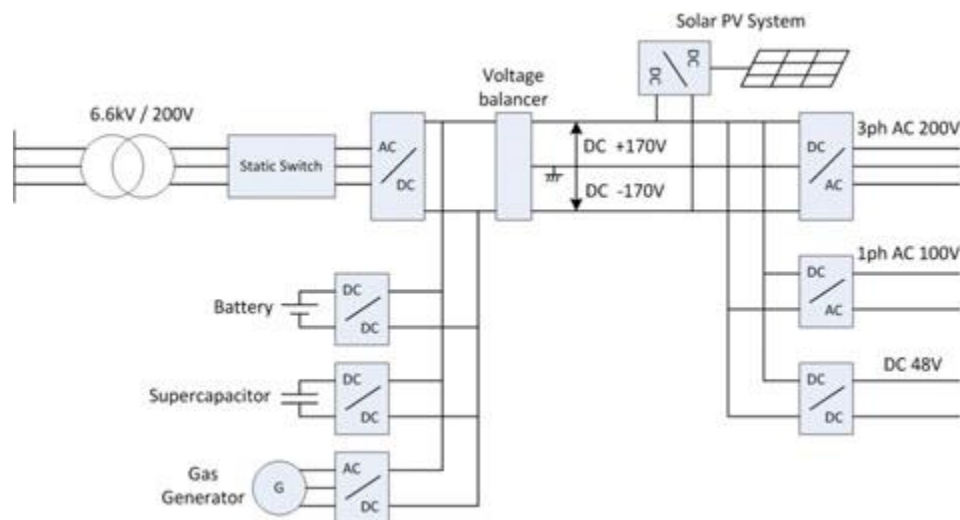 Solar PV System
DC
DC
Voltage
balancer
6.6kV / 200V
Static Switch
AC
DC
DC +170V
DC -170V
3ph AC 200V
DC
AC
1ph AC 100V
DC
AC
DC 48V
DC
DC
Battery
DC
DC
Supercapacitor
DC
DC
Gas
Generator
G
AC
DC